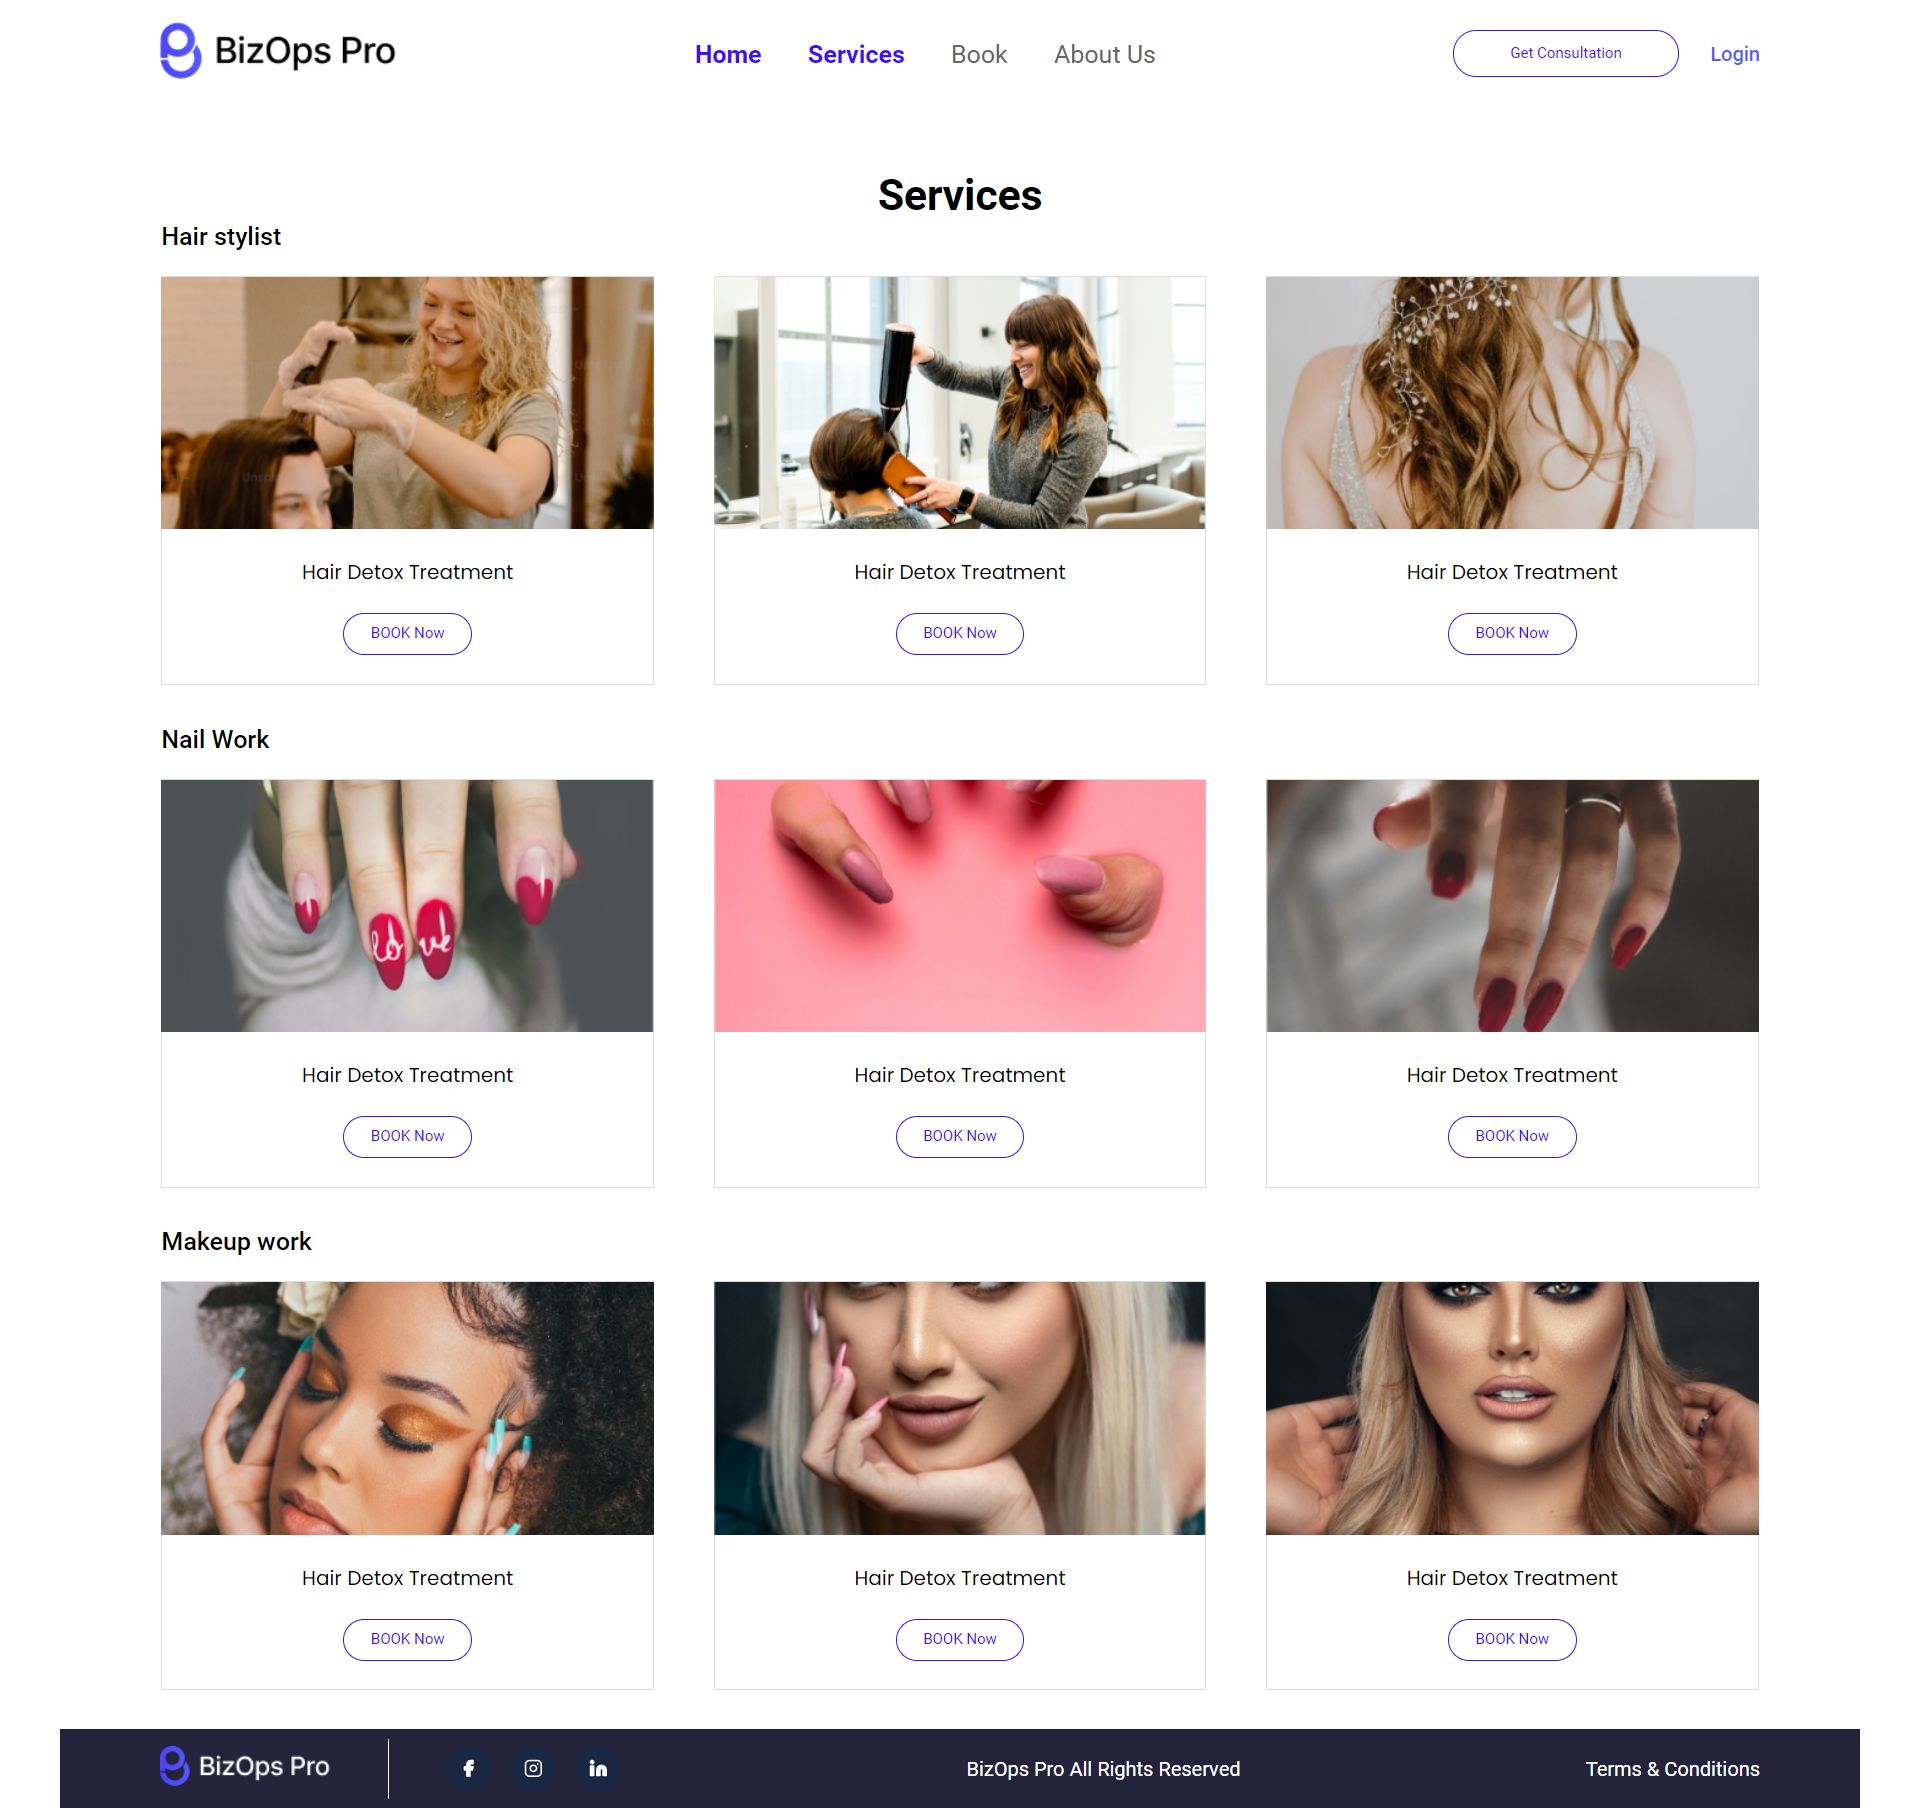 BizOps Pro
Home Services Book About Us
Get Consultation
Login
Services
Hair stylist
Hair Detox Treatment
BOOK Now
Hair Detox Treatment
BOOK Now
Hair Detox Treatment
BOOK Now
Nail Work
lo ve
Hair Detox Treatment
BOOK Now
Hair Detox Treatment
BOOK Now
Hair Detox Treatment
BOOK Now
Makeup work
Hair Detox Treatment
BOOK Now
Hair Detox Treatment
BOOK Now
Hair Detox Treatment
BOOK Now
BizOps Pro
BizOps Pro All Rights Reserved
Terms & Conditions